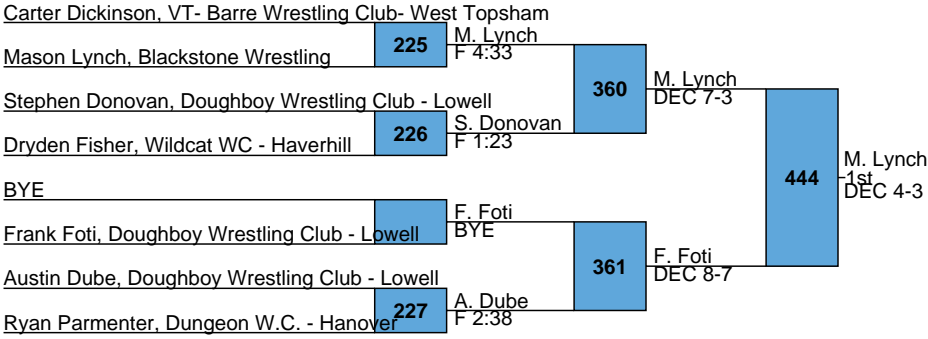 Carter Dickinson, VT- Barre Wrestling Club- West Topsham
225
M. Lynch
F 4:33
Mason Lynch, Blackstone Wrestling
360
M. Lynch
DEC 7-3
Stephen Donovan, Doughboy Wrestling Club - Lowell
226
S. Donovan
F 1:23
Dryden Fisher, Wildcat WC - Haverhill
444
M. Lynch
1st
DEC 4-3
BYE
F. Foti
BYE
Frank Foti, Doughboy Wrestling Club - Lowell
361
F. Foti
DEC 8-7
Austin Dube, Doughboy Wrestling Club - Lowell
227
A. Dube
F 2:38
Ryan Parmenter, Dungeon W.C. - Hanover